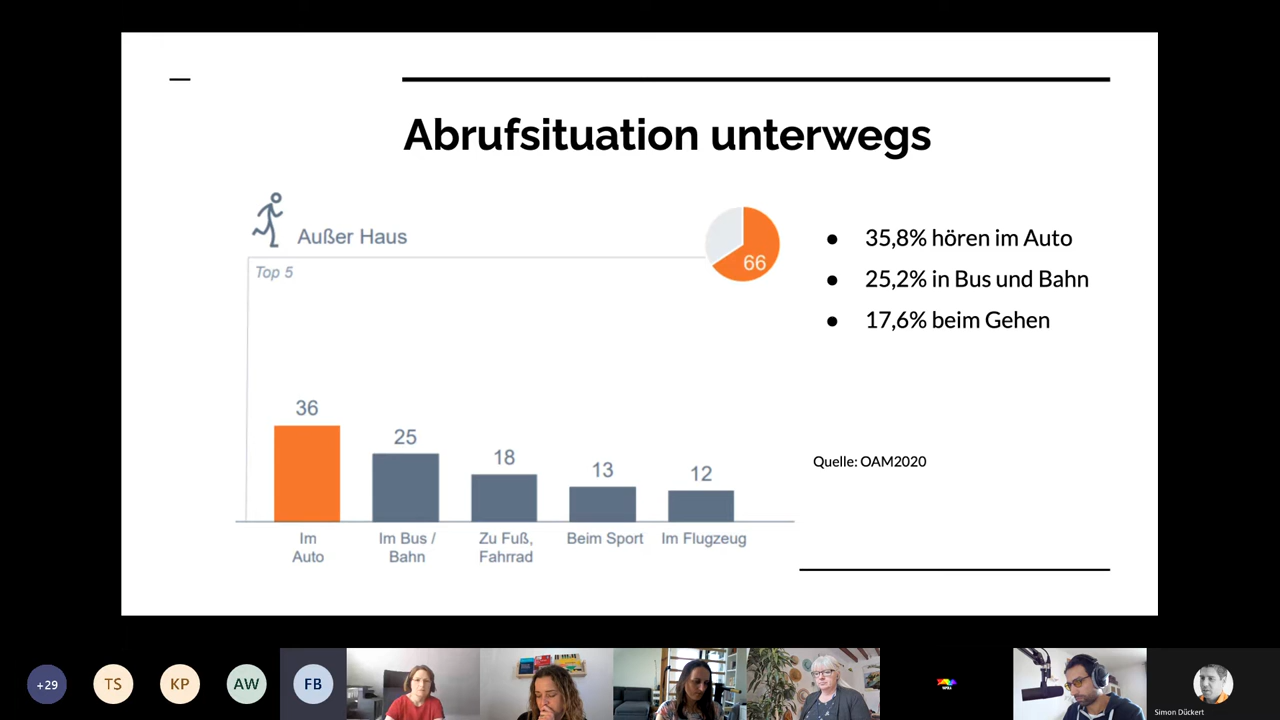 Abrufsituation unterwegs
Außer Haus
66
Top 5
36
25
18
13
12
Im
Auto
Im Bus /
Bahn
Zu Fuß,
Fahrrad
Beim Sport
Im Flugzeug
● 35,8% hören im Auto
● 25,2% in Bus und Bahn
● 17,6% beim Gehen
Quelle: OAM2020
+29
TS
KP
AW
FB
Simon Dückert